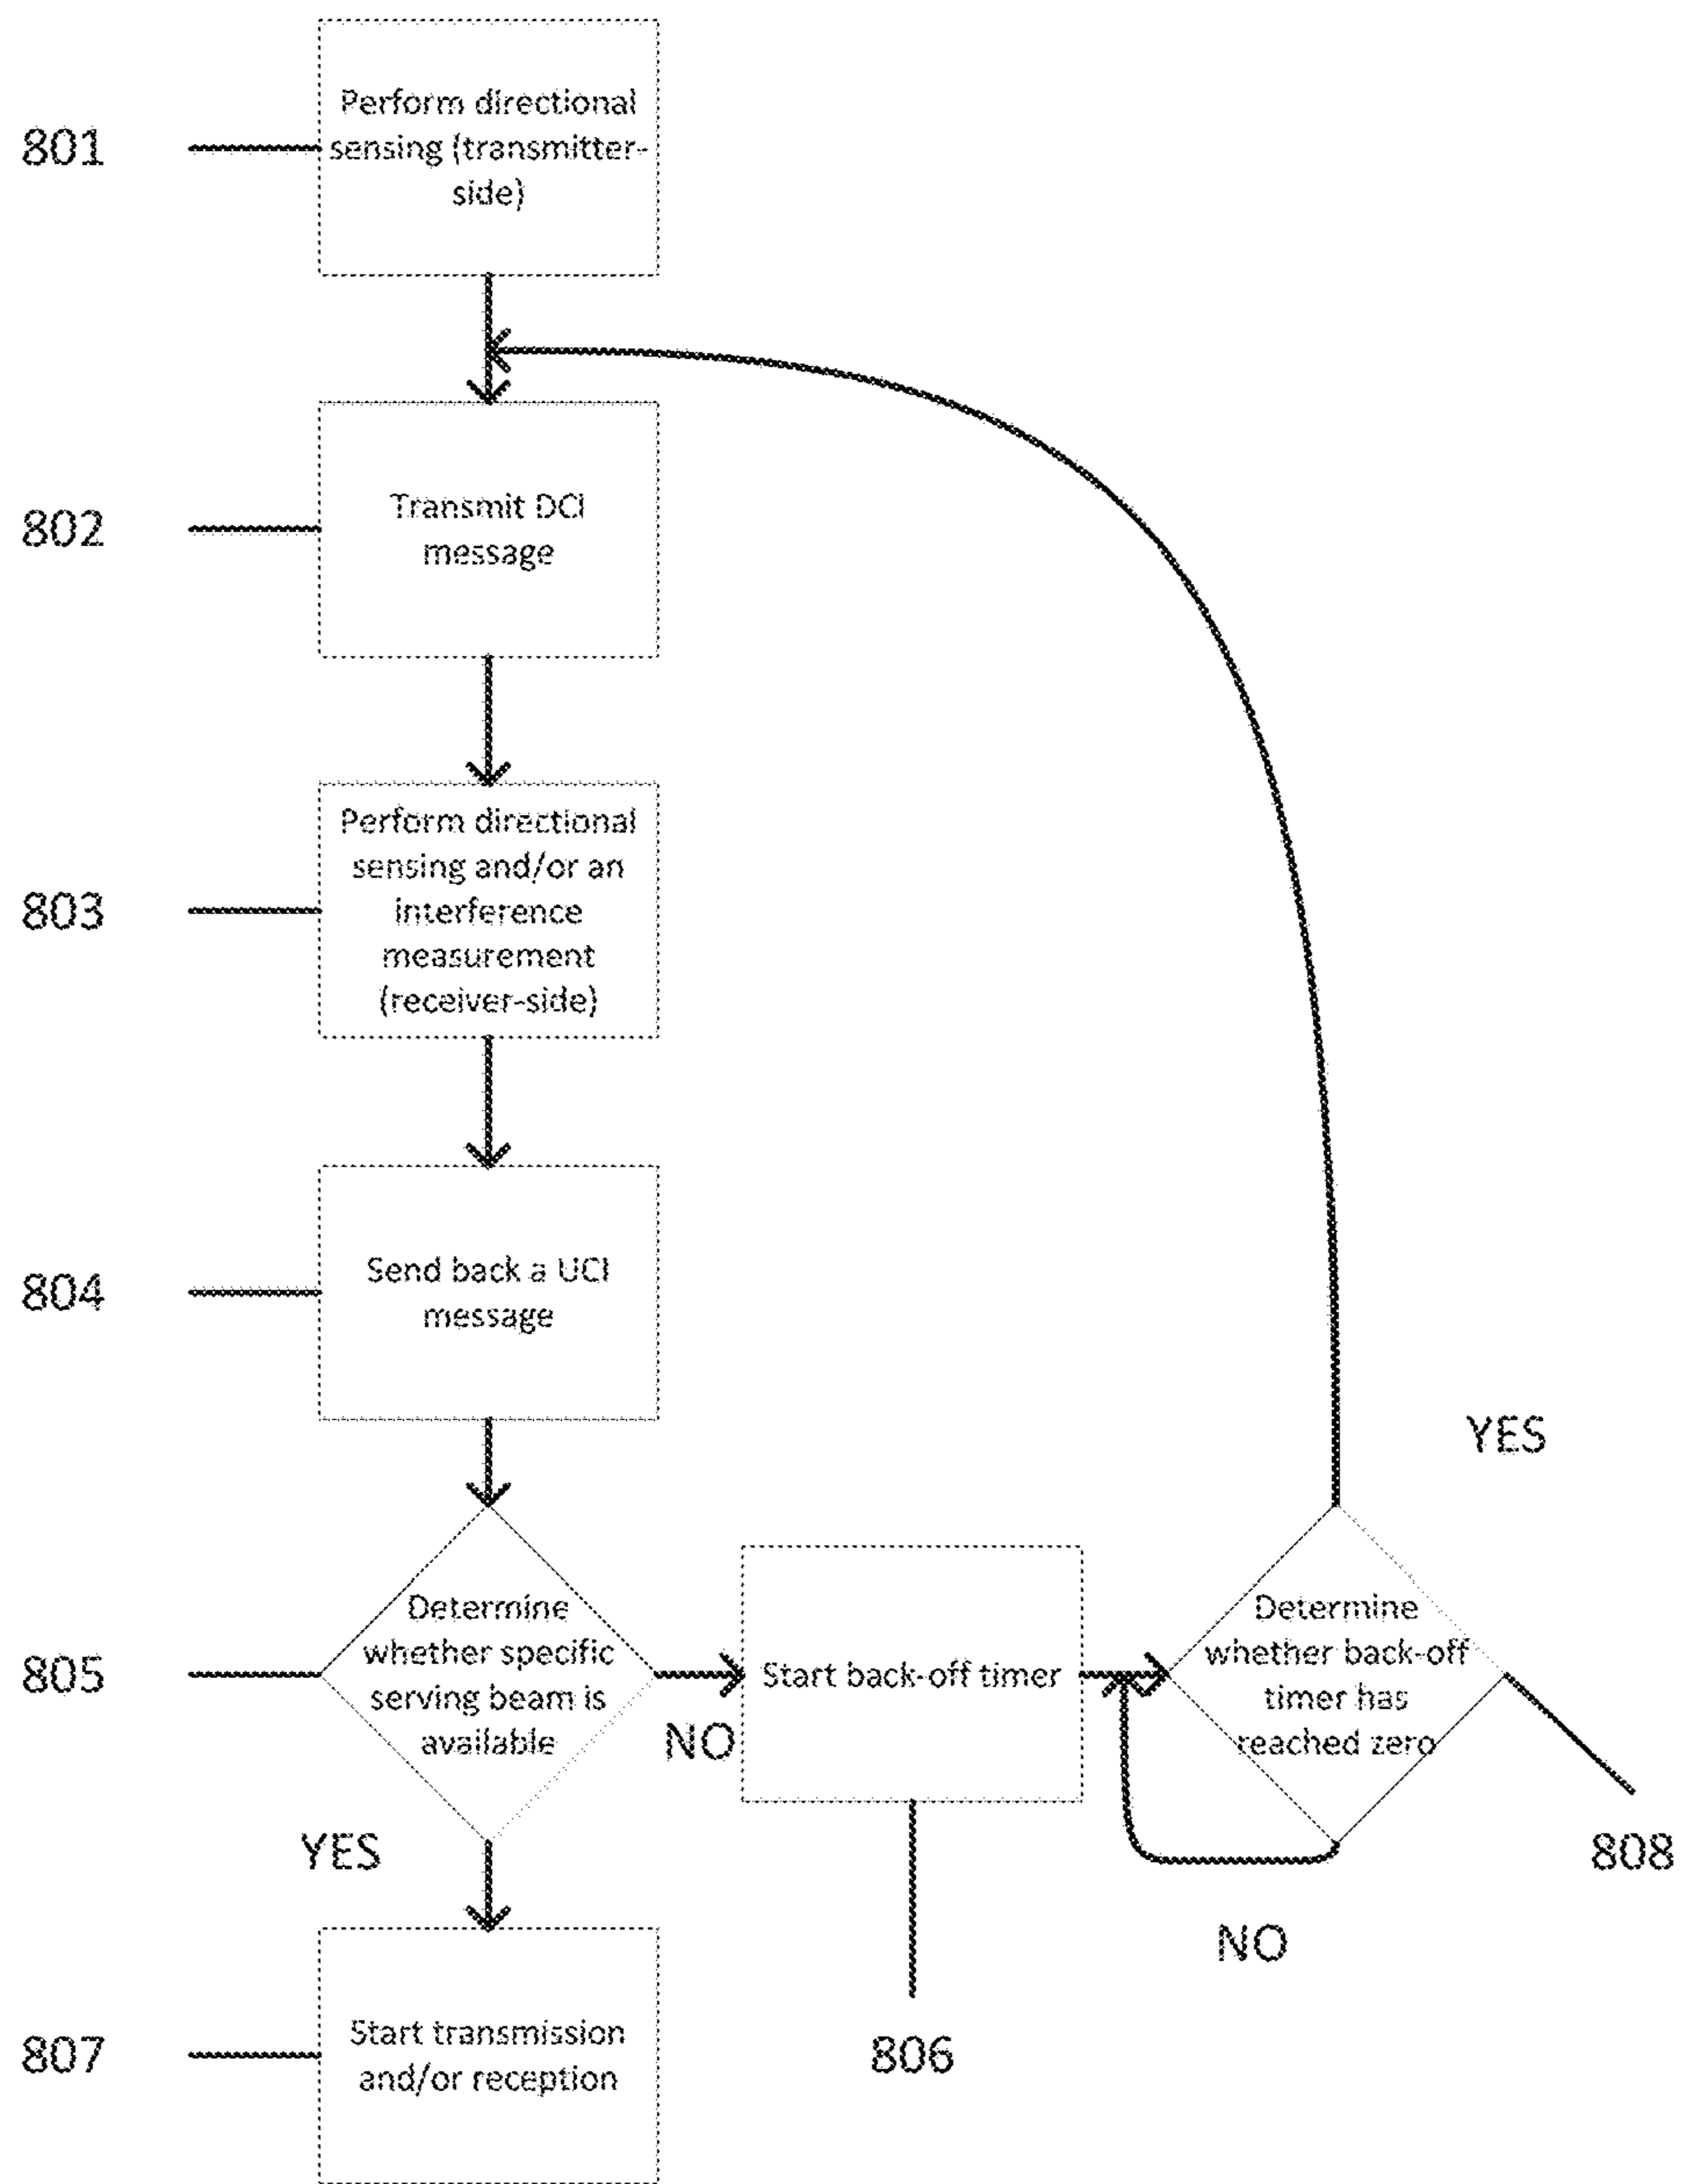 801
Perform directional
sensing (transmitter-
side)
802
Transmit DCI
message
803
Perform directional
sensing and/or an
interference
measurement
(receiver-side)
804
Send back a UCI
message
YES
805
Determine
whether specific
serving beam is
available
NO
Start back-off timer
Determine
whether back-off
timer has
reached zero
YES
808
NO
807
Start transmission
and/or reception
806